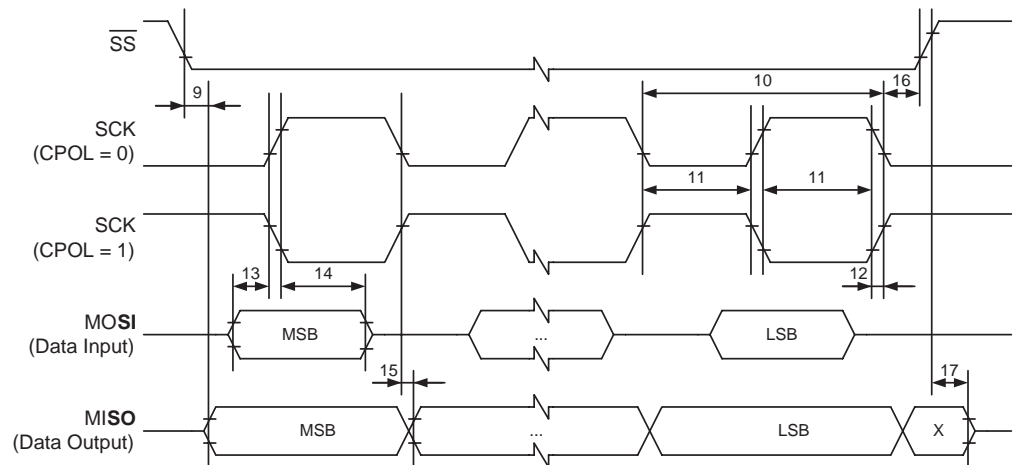 SS
9
10
16
SCK
(CPOL = 0)
11
11
SCK
(CPOL = 1)
13
14
12
MOSI
(Data Input)
MSB
...
LSB
15
17
MISO
(Data Output)
MSB
...
LSB
X